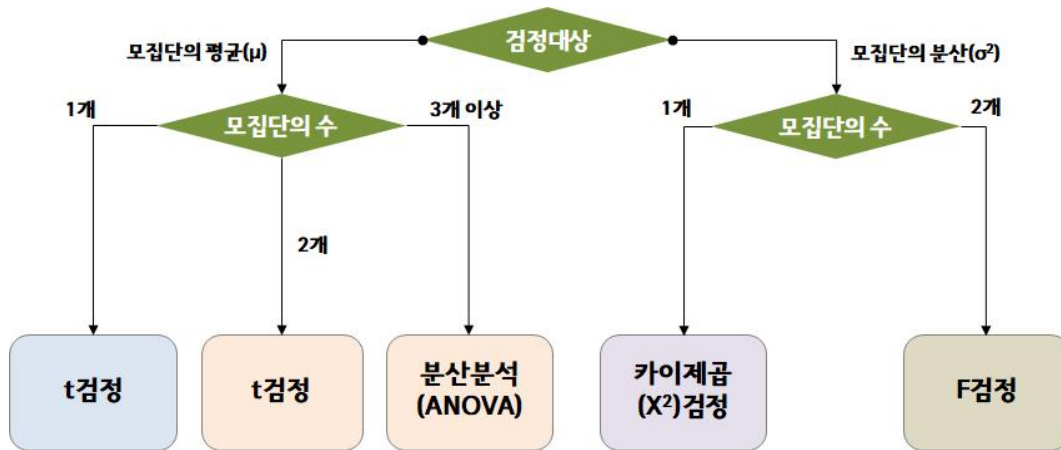 검정대상
모집단의 평균(μ)
모집단의 분산(σ²)
1개
모집단의 수
3개 이상
1개
모집단의 수
2개
2개
t검정
t검정
분산분석
(ANOVA)
카이제곱
(X²)검정
F검정